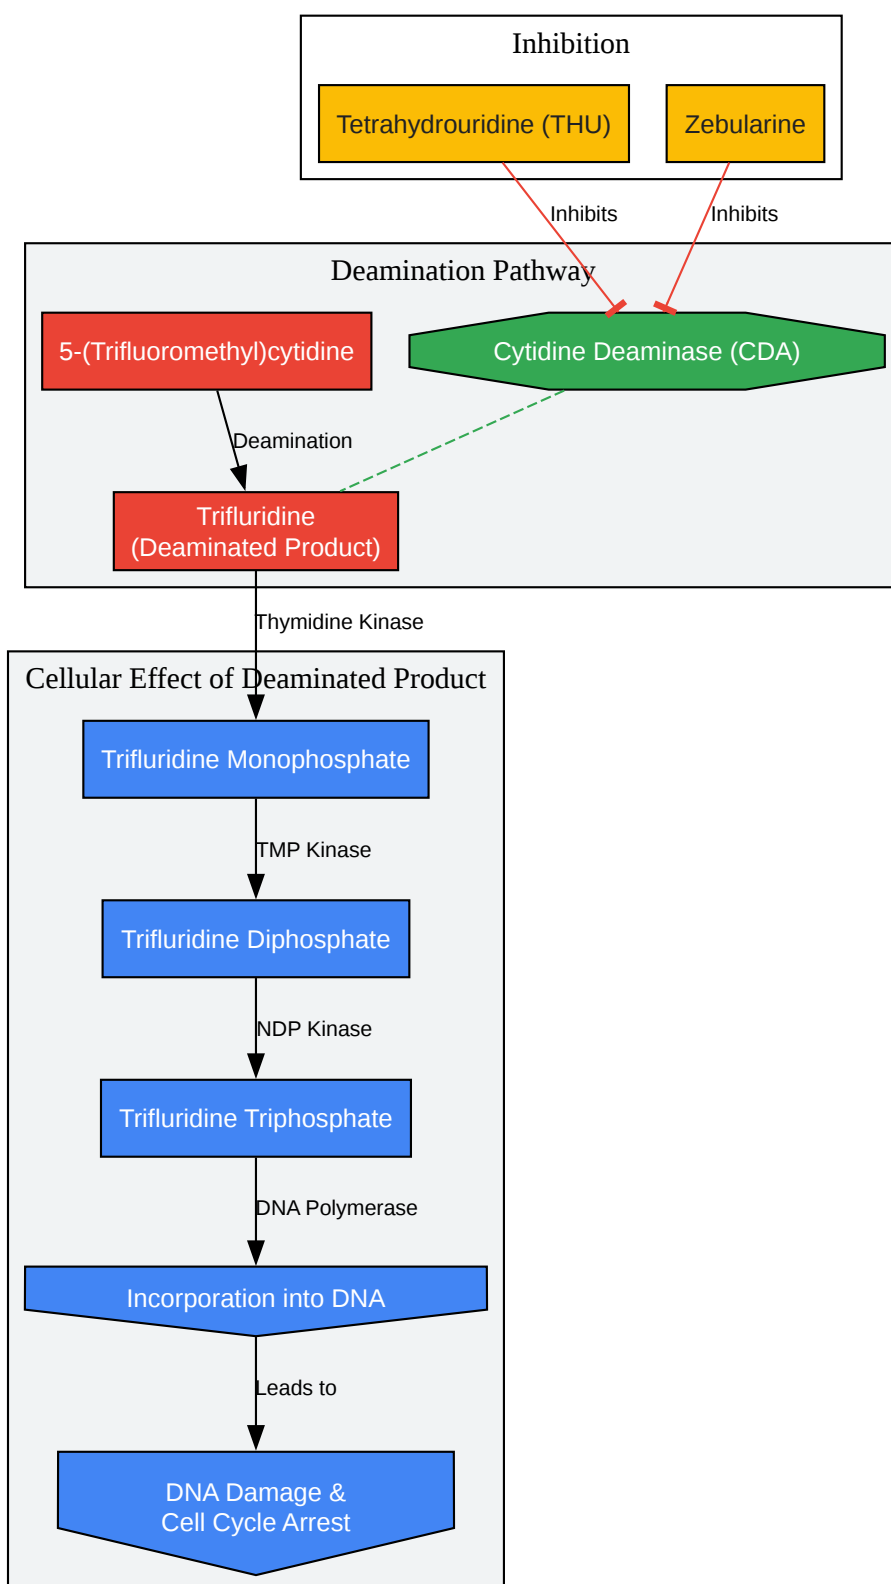 Inhibition
Tetrahydrouridine (THU)
Zebularine
Inhibits
Inhibits
Deamination Pathway
5-(Trifluoromethyl)cytidine
Cytidine Deaminase (CDA)
Deamination
Trifluridine
(Deaminated Product)
Thymidine Kinase
Cellular Effect of Deaminated Product
Trifluridine Monophosphate
TMP Kinase
Trifluridine Diphosphate
NDP Kinase
Trifluridine Triphosphate
DNA Polymerase
Incorporation into DNA
Leads to
DNA Damage &
Cell Cycle Arrest